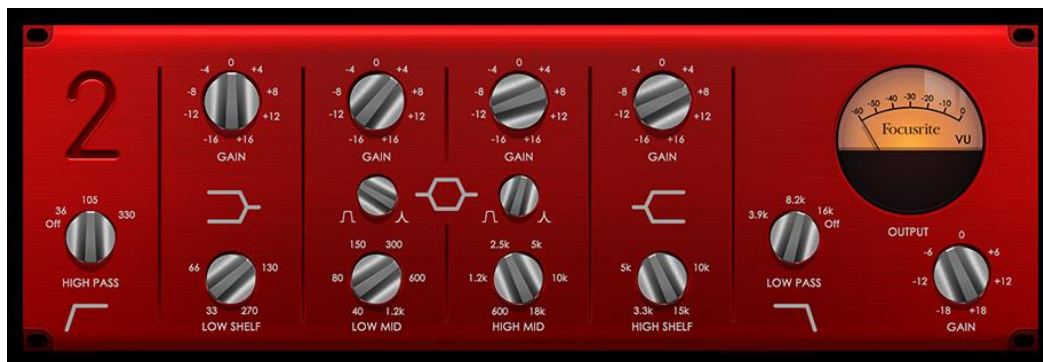 2
0
-4 +4
-8 +8
-12 +12
-16 +16
GAIN
0
-4 +4
-8 +8
-12 +12
-16 +16
GAIN
0
-4 +4
-8 +8
-12 +12
-16 +16
GAIN
0
-4 +4
-8 +8
-12 +12
-16 +16
GAIN
-60 -50 -40 -30 -20 -10 0
Focusrite
VU
OUTPUT
105
36 330
Off
HIGH PASS
66 130
33 270
LOW SHELF
150 300
80 600
40 1.2k
LOW MID
2.5k 5k
1.2k 10k
600 18k
HIGH MID
5k 10k
3.3k 15k
HIGH SHELF
8.2k
3.9k 16k
Off
LOW PASS
0
-6 +6
-12 +12
-18 +18
GAIN